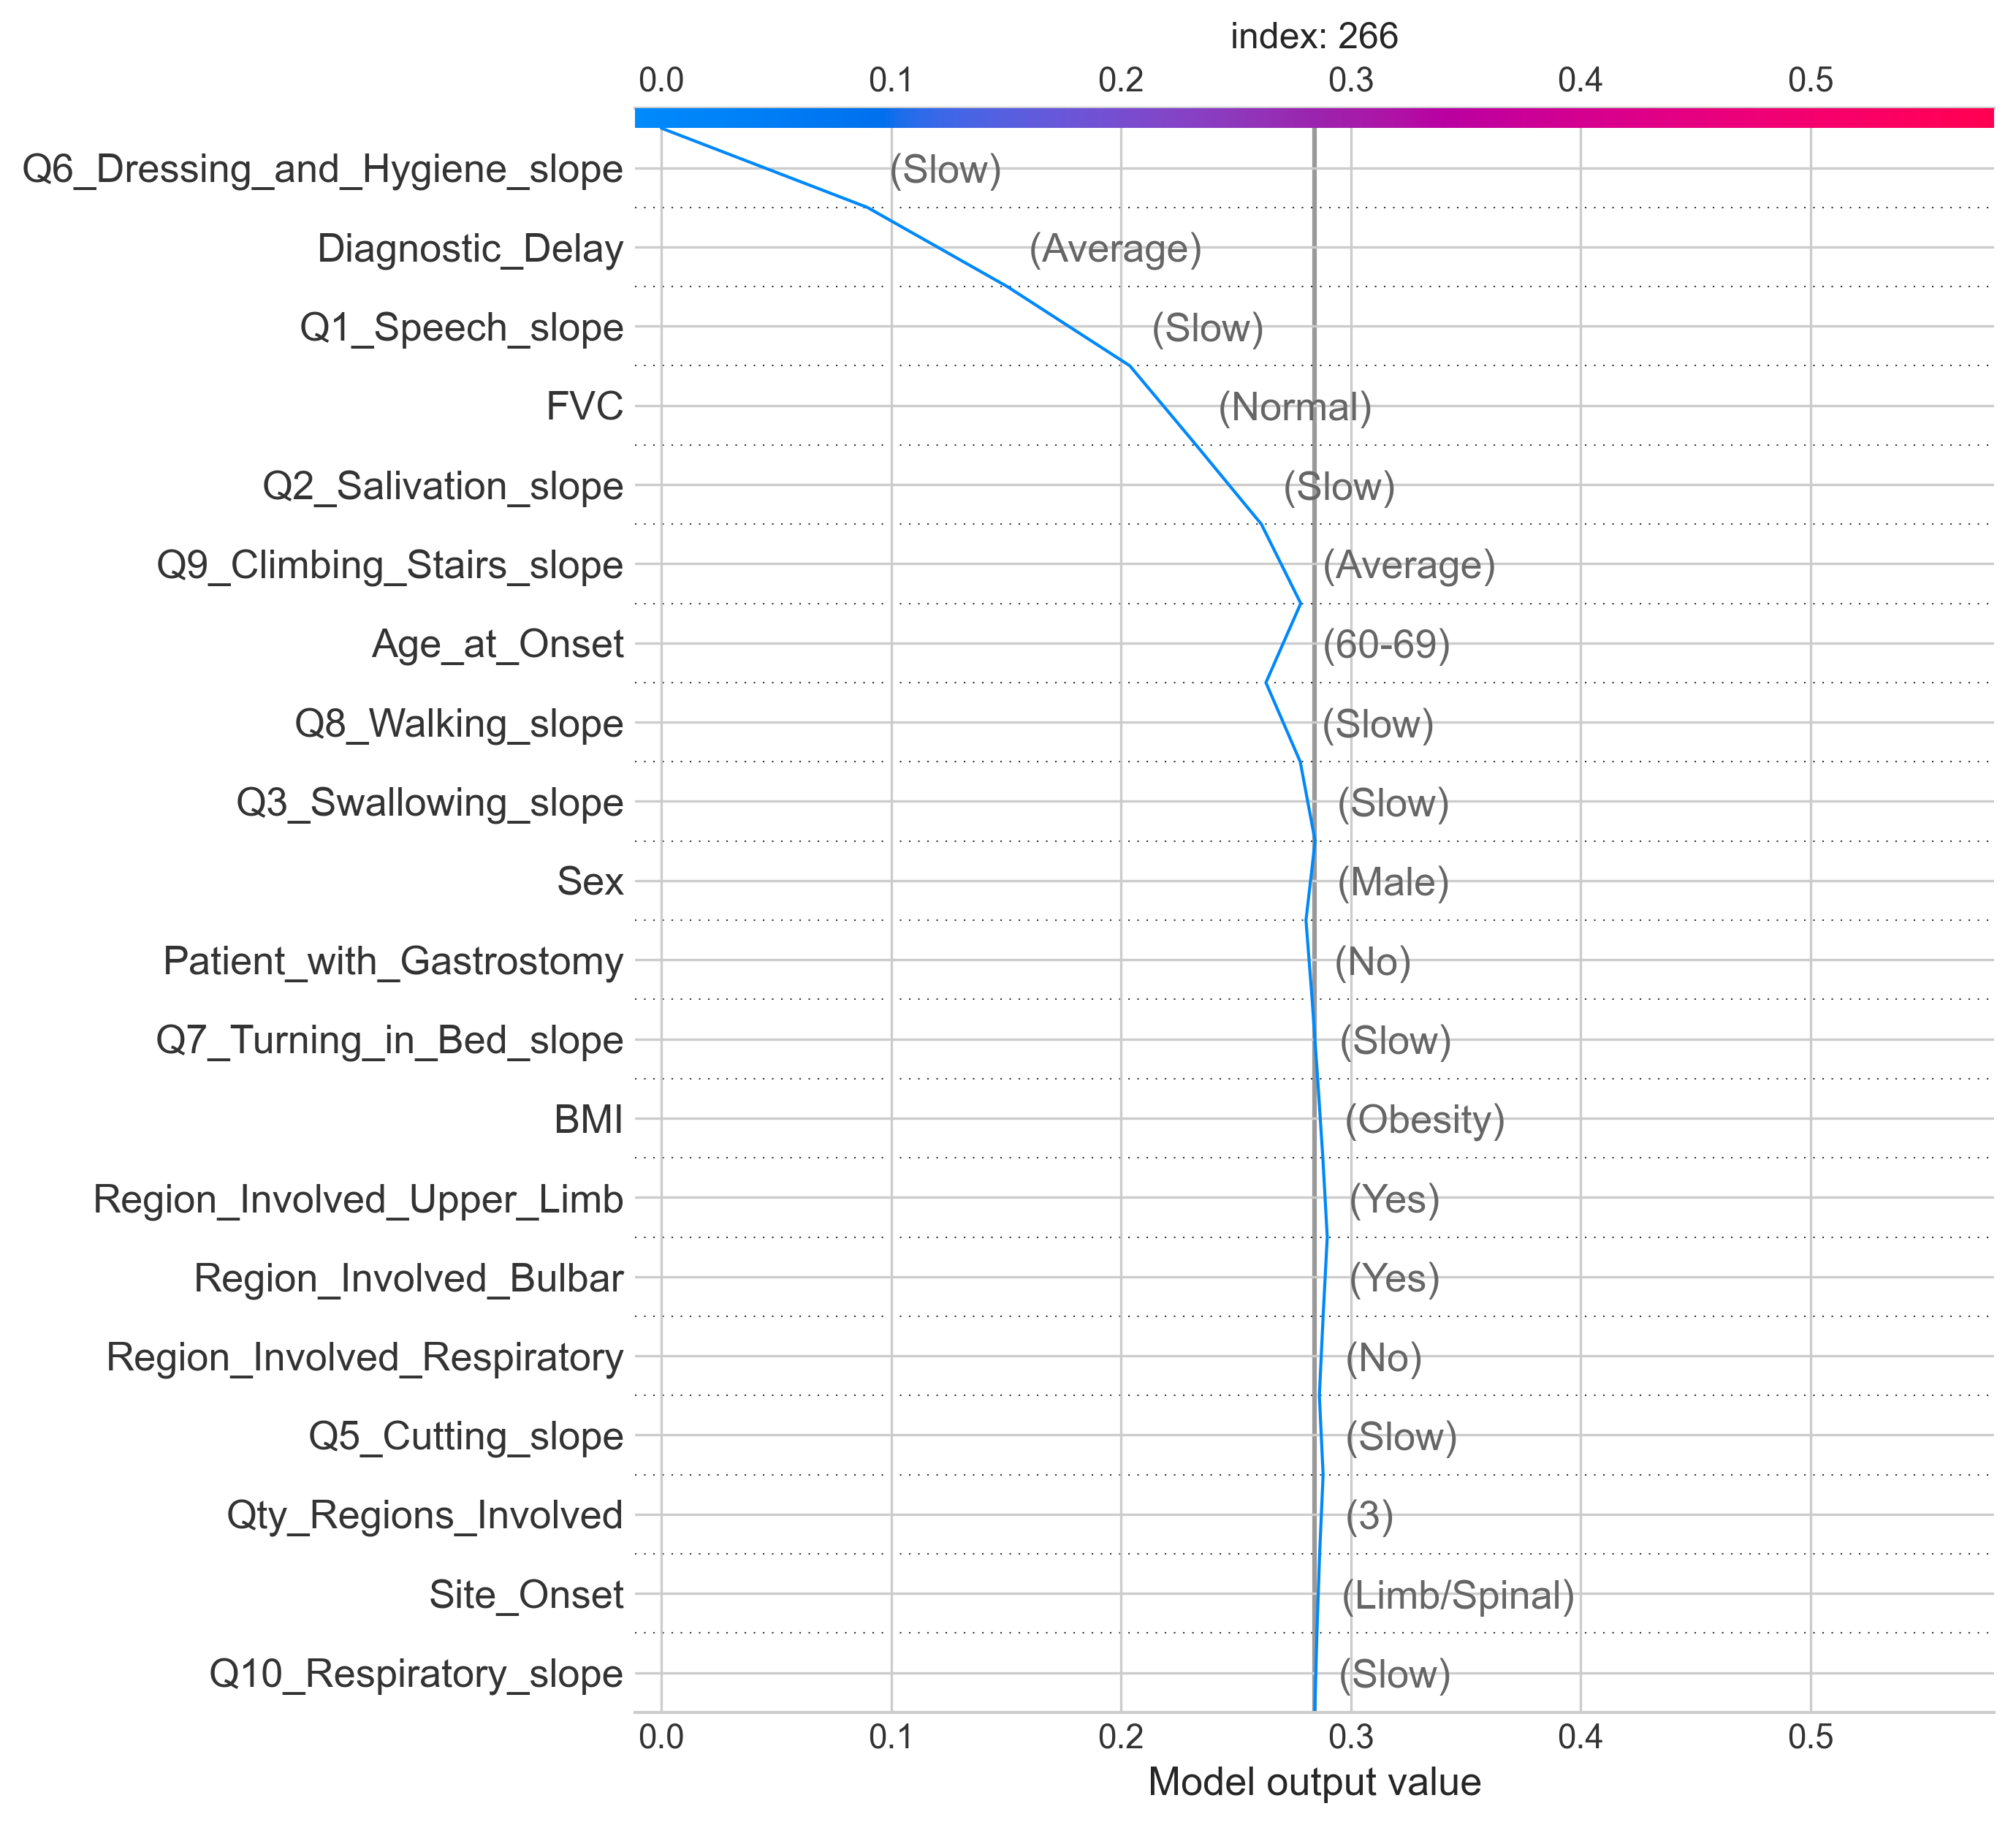 index: 266
0.0 0.1 0.2 0.3 0.4 0.5
Q6_Dressing_and_Hygiene_slope (Slow)
Diagnostic_Delay (Average)
Q1_Speech_slope (Slow)
FVC (Normal)
Q2_Salivation_slope (Slow)
Q9_Climbing_Stairs_slope (Average)
Age_at_Onset (60-69)
Q8_Walking_slope (Slow)
Q3_Swallowing_slope (Slow)
Sex (Male)
Patient_with_Gastrostomy (No)
Q7_Turning_in_Bed_slope (Slow)
BMI (Obesity)
Region_Involved_Upper_Limb (Yes)
Region_Involved_Bulbar (Yes)
Region_Involved_Respiratory (No)
Q5_Cutting_slope (Slow)
Qty_Regions_Involved (3)
Site_Onset (Limb/Spinal)
Q10_Respiratory_slope (Slow)
0.0 0.1 0.2 0.3 0.4 0.5
Model output value